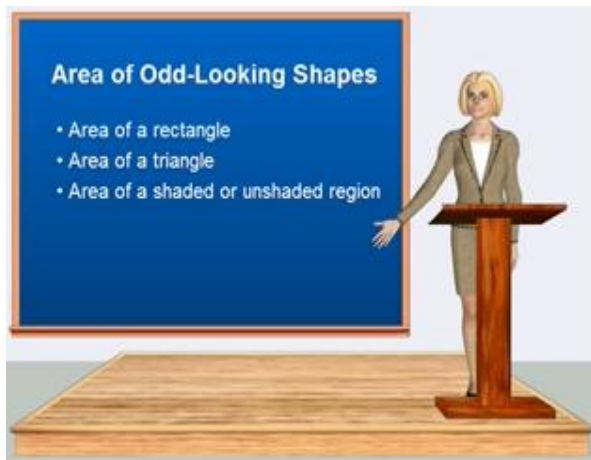 Area of Odd-Looking Shapes
• Area of a rectangle
• Area of a triangle
• Area of a shaded or unshaded region